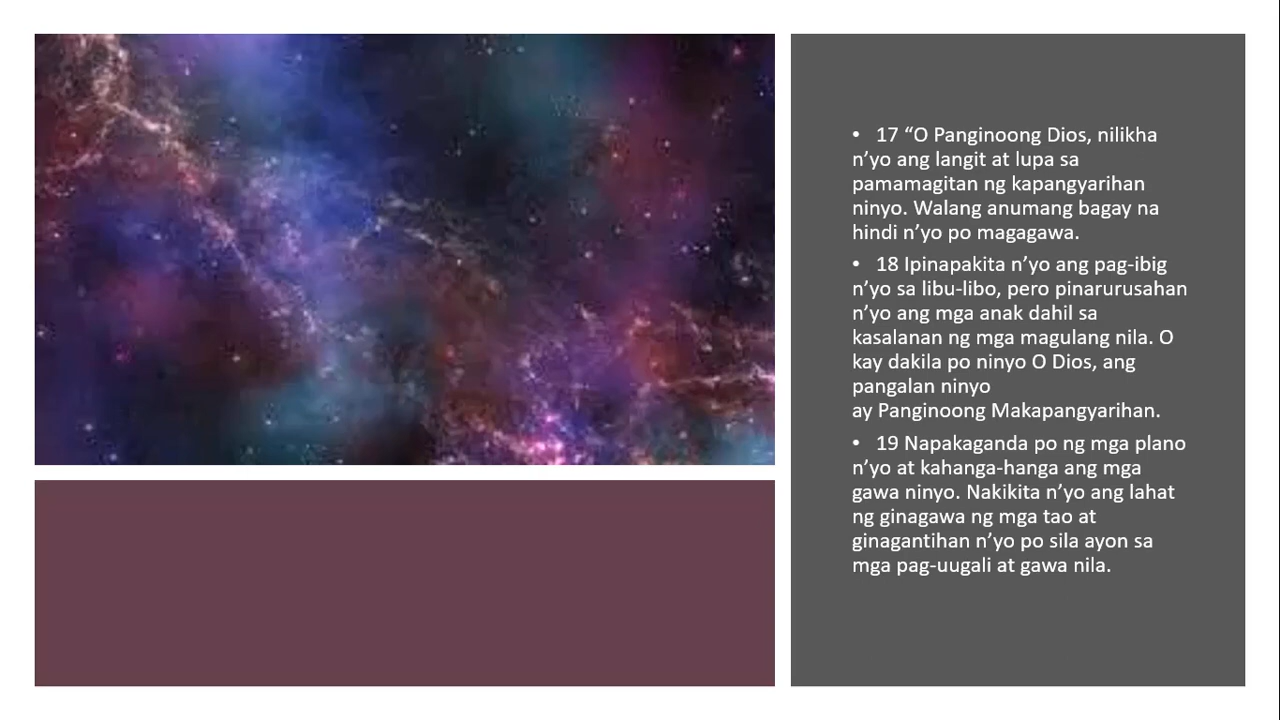 • 17 “O Panginoong Dios, nilikha
n’yo ang langit at lupa sa
pamamagitan ng kapangyarihan
ninyo. Walang anumang bagay na
hindi n’yo po magagawa.
• 18 Ipinapakita n’yo ang pag-ibig
n’yo sa libu-libo, pero pinarurusahan
n’yo ang mga anak dahil sa
kasalanan ng mga magulang nila. O
kay dakila po ninyo O Dios, ang
pangalan ninyo
ay Panginoong Makapangyarihan.
• 19 Napakaganda po ng mga plano
n’yo at kahanga-hanga ang mga
gawa ninyo. Nakikita n’yo ang lahat
ng ginagawa ng mga tao at
ginagantihan n’yo po sila ayon sa
mga pag-uugali at gawa nila.